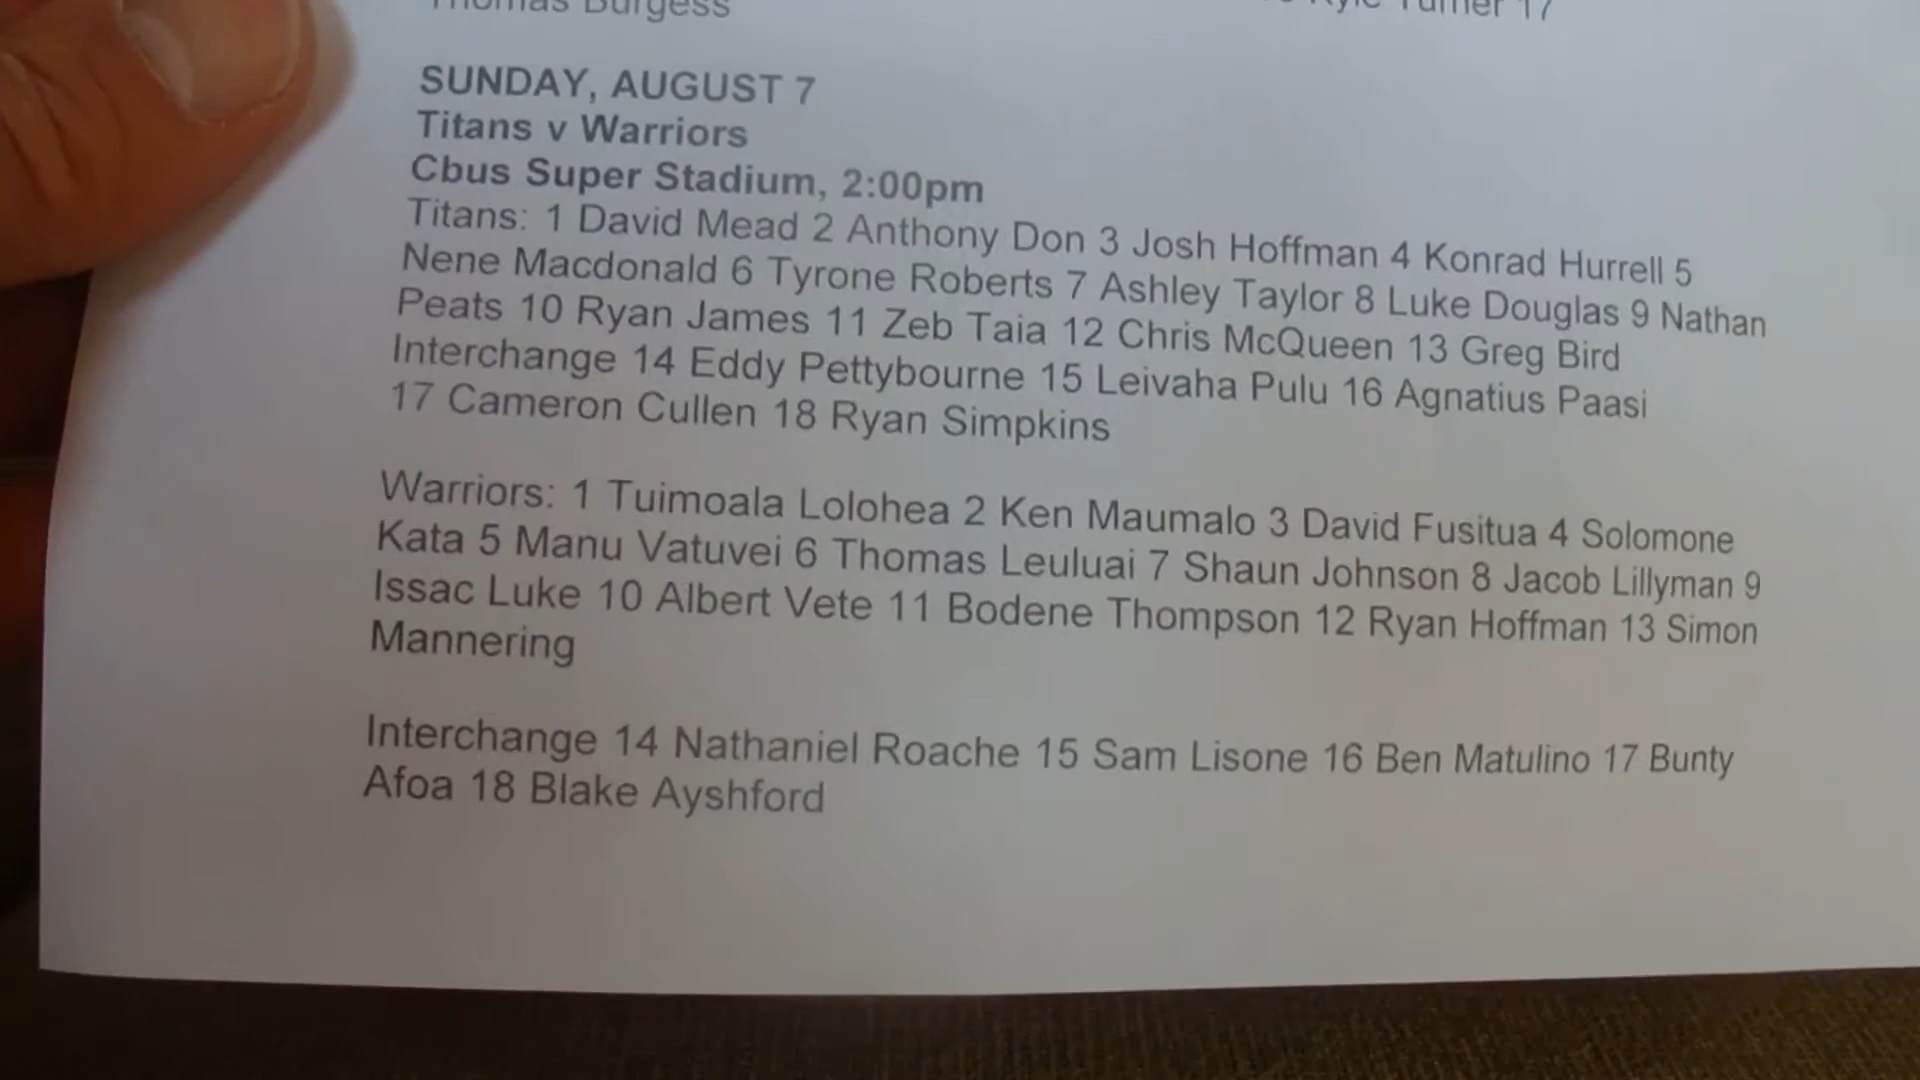 Thomas Burgess Kyle Turner 17
SUNDAY, AUGUST 7
Titans v Warriors
Cbus Super Stadium, 2:00pm
Titans: 1 David Mead 2 Anthony Don 3 Josh Hoffman 4 Konrad Hurrell 5
Nene Macdonald 6 Tyrone Roberts 7 Ashley Taylor 8 Luke Douglas 9 Nathan
Peats 10 Ryan James 11 Zeb Taia 12 Chris McQueen 13 Greg Bird
Interchange 14 Eddy Pettybourne 15 Leivaha Pulu 16 Agnatius Paasi
17 Cameron Cullen 18 Ryan Simpkins
Warriors: 1 Tuimoala Lolohea 2 Ken Maumalo 3 David Fusitua 4 Solomone
Kata 5 Manu Vatuvei 6 Thomas Leuluai 7 Shaun Johnson 8 Jacob Lillyman 9
Issac Luke 10 Albert Vete 11 Bodene Thompson 12 Ryan Hoffman 13 Simon
Mannering
Interchange 14 Nathaniel Roache 15 Sam Lisone 16 Ben Matulino 17 Bunty
Afoa 18 Blake Ayshford